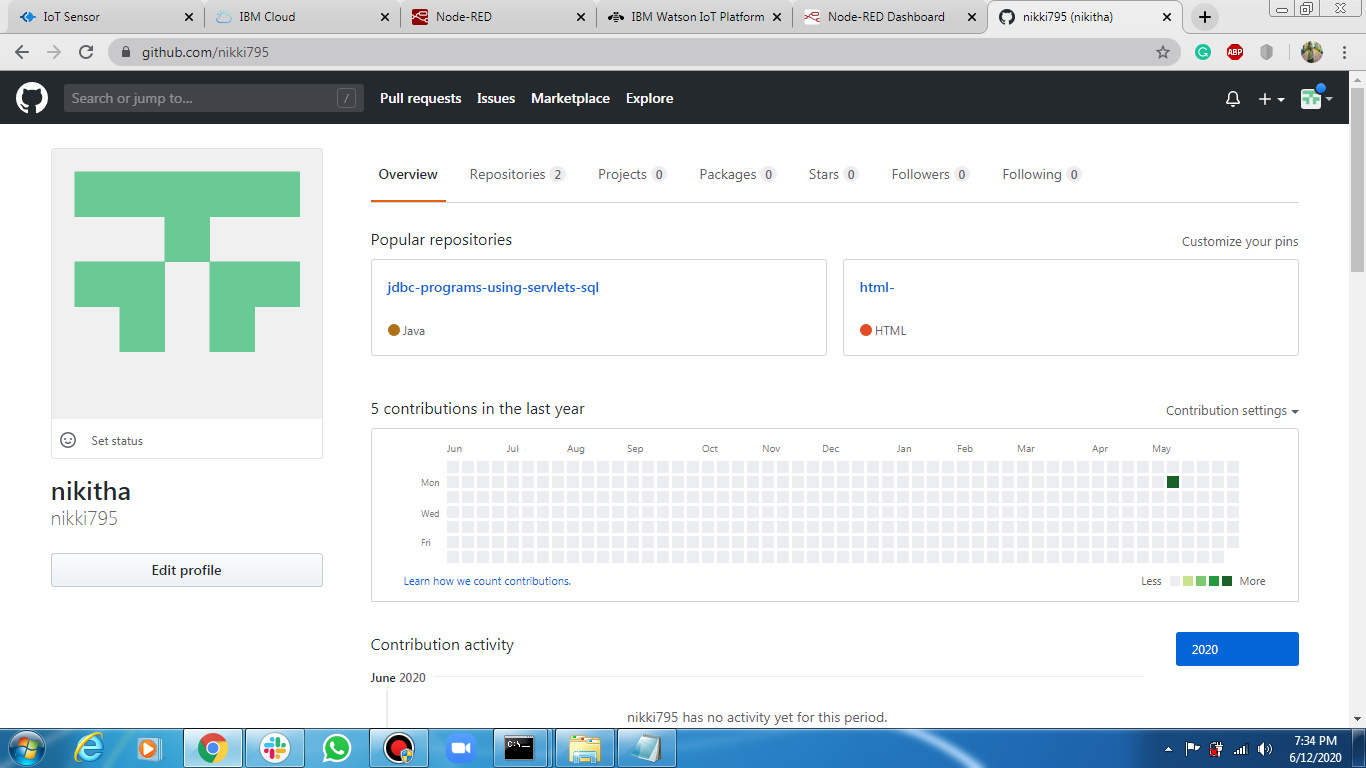 IoT Sensor
IBM Cloud
Node-RED
IBM Watson IoT Platform
Node-RED Dashboard
nikki795 (nikitha)
github.com/nikki795
ABP
Search or jump to...
/
Pull requests
Issues
Marketplace
Explore
Overview
Repositories 2
Projects 0
Packages 0
Stars 0
Followers 0
Following 0
Popular repositories
Customize your pins
jdbc-programs-using-servlets-sql
Java
html-
HTML
Set status
nikitha
nikki795
Edit profile
5 contributions in the last year
Contribution settings
Jun Jul Aug Sep Oct Nov Dec Jan Feb Mar Apr May
Mon
Wed
Fri
Learn how we count contributions.
Less
More
Contribution activity
2020
June 2020
nikki795 has no activity yet for this period.
C:\
7:34 PM
6/12/2020